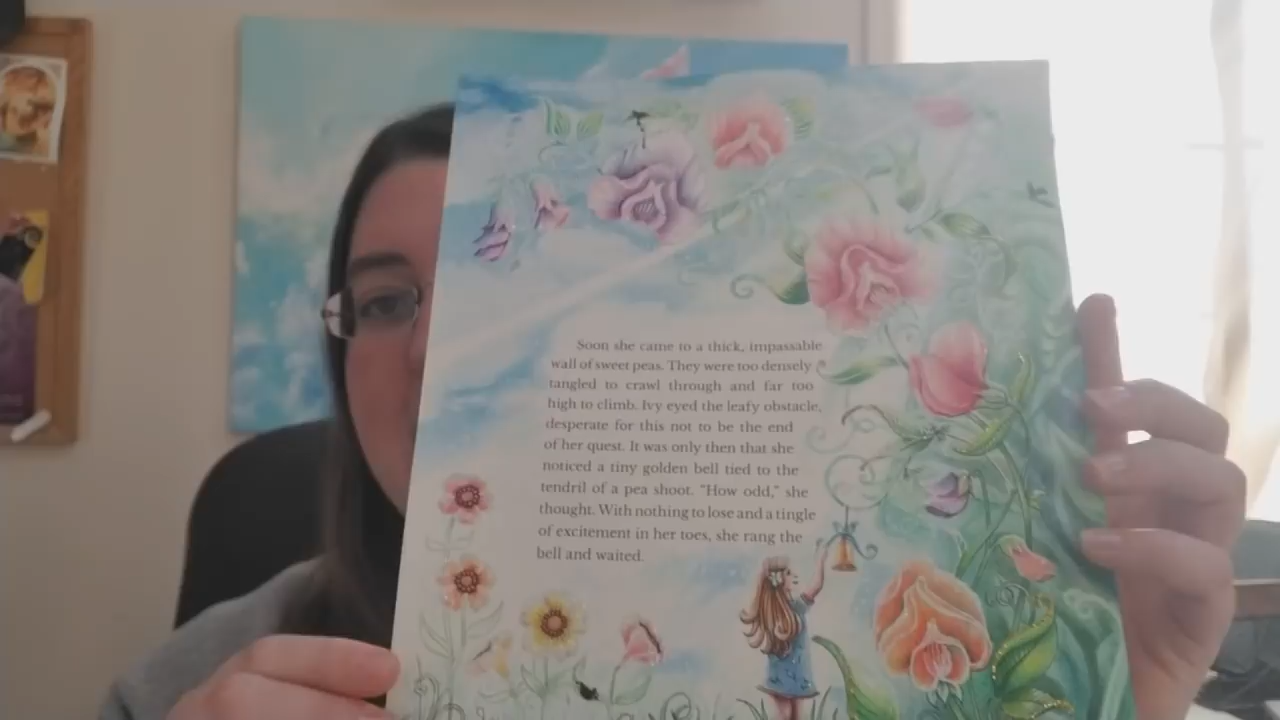 Soon she came to a thick, impassable
wall of sweet peas. They were too densely
tangled to crawl through and far too
high to climb. Ivy eyed the leafy obstacle,
desperate for this not to be the end
of her quest. It was only then that she
noticed a tiny golden bell tied to the
tendril of a pea shoot. "How odd," she
thought. With nothing to lose and a tingle
of excitement in her toes, she rang the
bell and waited.